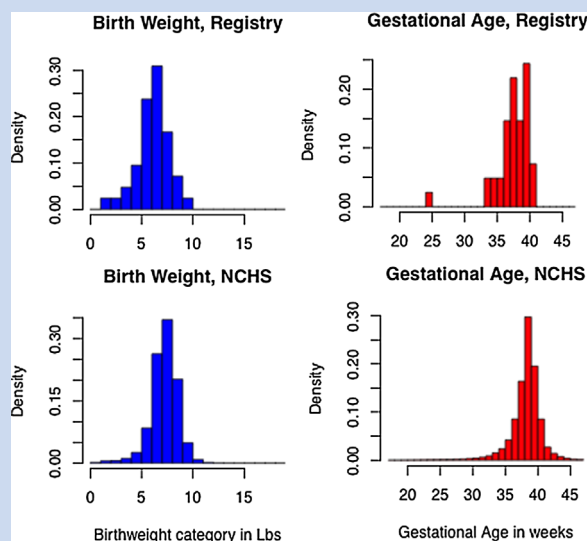 Birth Weight, Registry
Density
0.00 0.10 0.20 0.30
0 5 10 15
Gestational Age, Registry
Density
0.00 0.10 0.20
20 25 30 35 40 45
Birth Weight, NCHS
Density
0.00 0.15 0.30
0 5 10 15
Birthweight category in Lbs
Gestational Age, NCHS
Density
0.00 0.10 0.20 0.30
20 25 30 35 40 45
Gestational Age in weeks